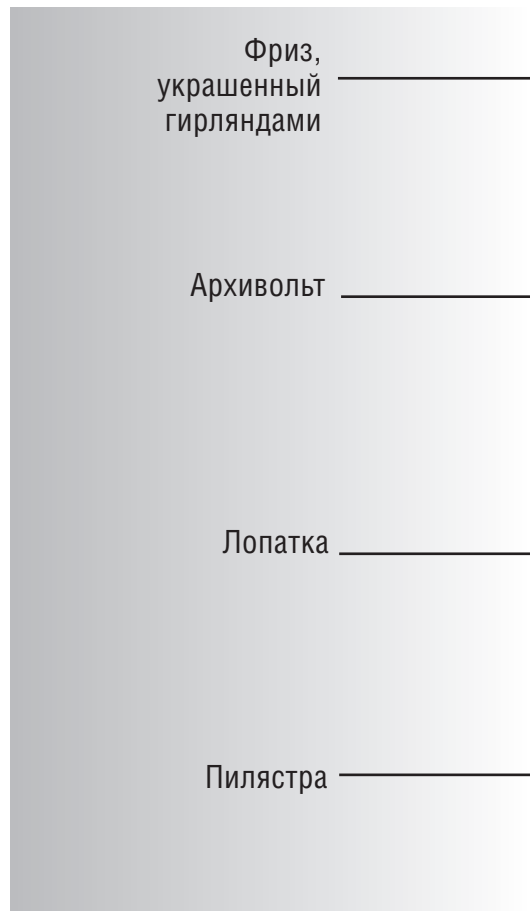 Фриз,
украшенный
гирляндами
Архивольт
Лопатка
Пилястра